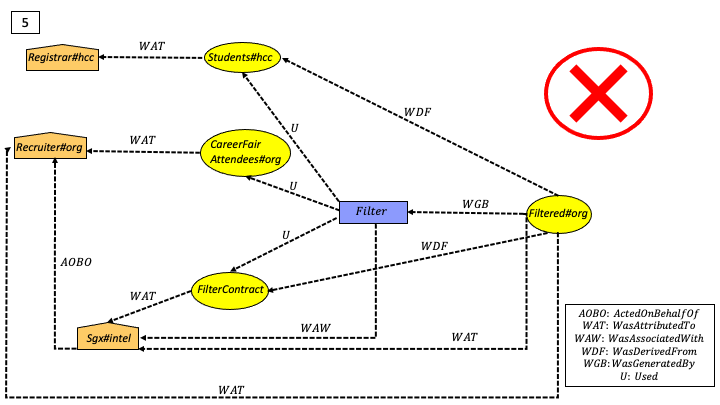 5
WAT
Registrar#hcc
Students#hcc
WDF
U
WAT
Recruiter#org
CareerFair
Attendees#org
U
Filter
WGB
Filtered#org
U
WDF
AOBO
FilterContract
WAT
WAW
Sgx#intel
WAT
AOBO: ActedOnBehalfOf
WAT: WasAttributedTo
WAW: WasAssociatedWith
WDF: WasDerivedFrom
WGB:WasGeneratedBy
U: Used
WAT